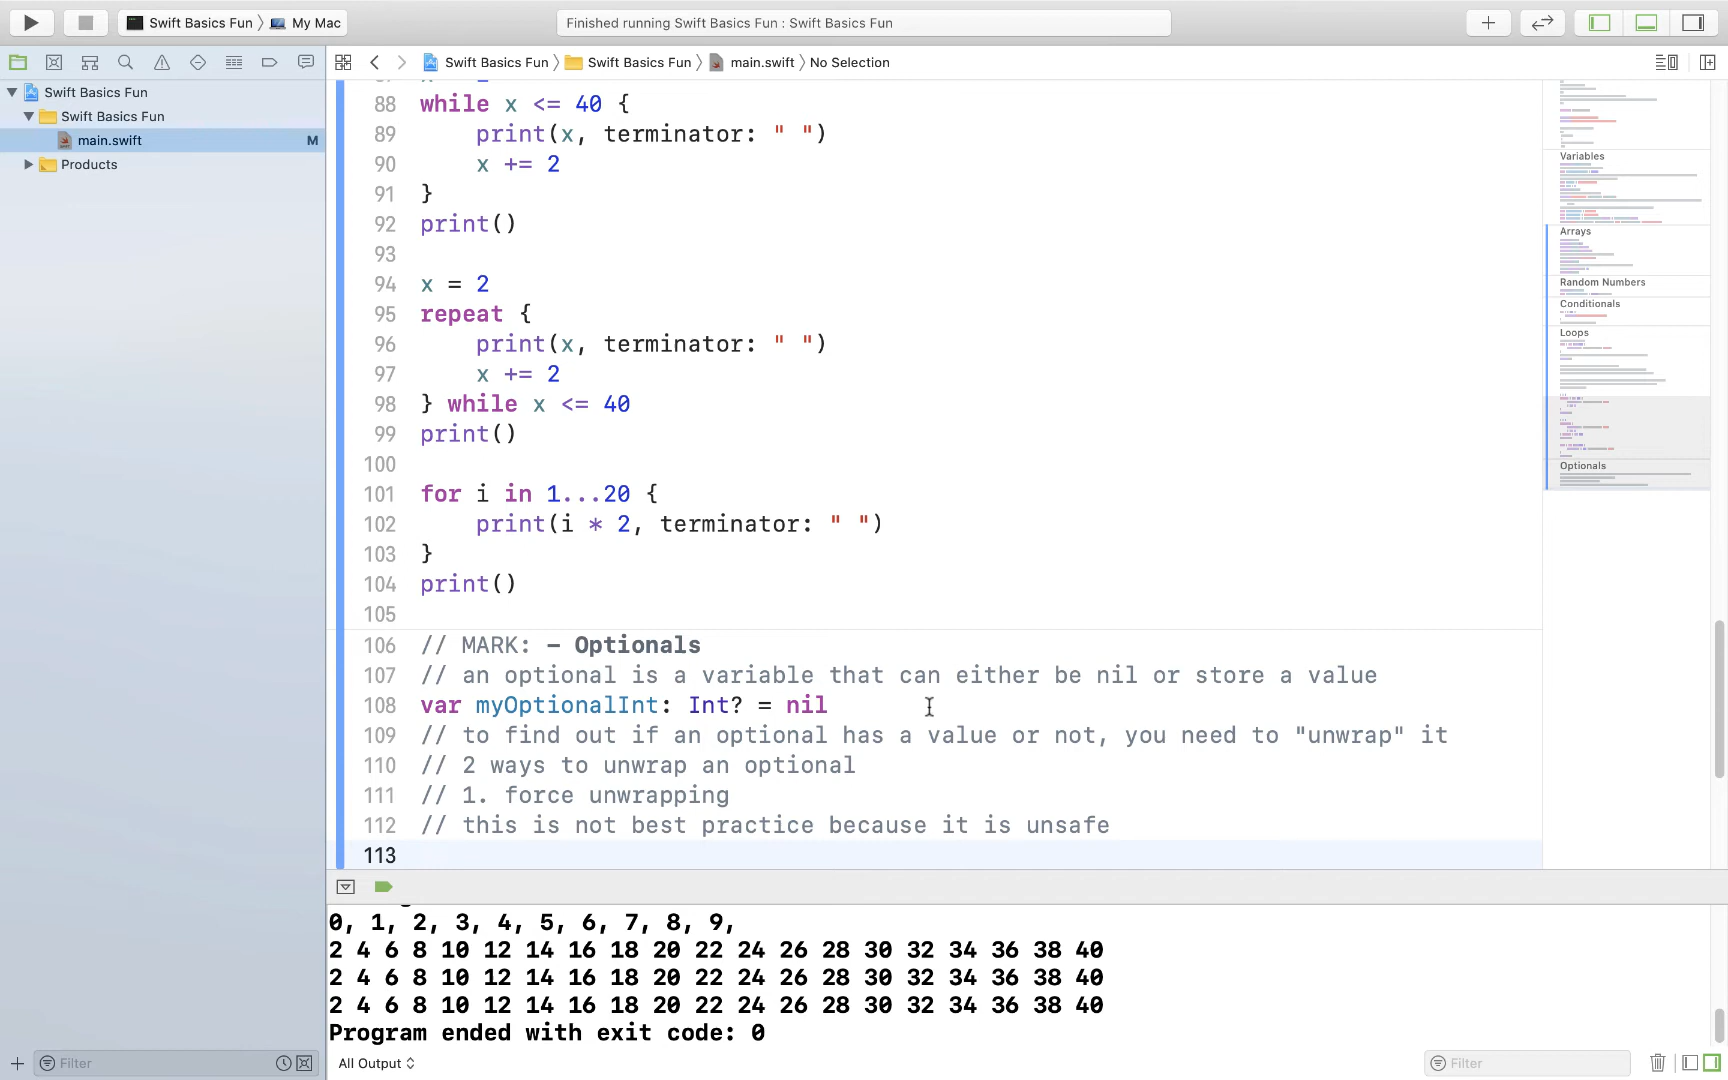 Swift Basics Fun 〉 My Mac
Finished running Swift Basics Fun : Swift Basics Fun
Swift Basics Fun 〉 Swift Basics Fun 〉 main.swift 〉 No Selection
Swift Basics Fun
Swift Basics Fun
main.swift M
Products
88 while x <= 40 {
89 print(x, terminator: " ")
90 x += 2
91 }
92 print()
93
94 x = 2
95 repeat {
96 print(x, terminator: " ")
97 x += 2
98 } while x <= 40
99 print()
100
101 for i in 1...20 {
102 print(i * 2, terminator: " ")
103 }
104 print()
105
106 // MARK: – Optionals
107 // an optional is a variable that can either be nil or store a value
108 var myOptionalInt: Int? = nil
109 // to find out if an optional has a value or not, you need to "unwrap" it
110 // 2 ways to unwrap an optional
111 // 1. force unwrapping
112 // this is not best practice because it is unsafe
113
Variables
Arrays
Random Numbers
Conditionals
Loops
Optionals
0, 1, 2, 3, 4, 5, 6, 7, 8, 9,
2 4 6 8 10 12 14 16 18 20 22 24 26 28 30 32 34 36 38 40
2 4 6 8 10 12 14 16 18 20 22 24 26 28 30 32 34 36 38 40
2 4 6 8 10 12 14 16 18 20 22 24 26 28 30 32 34 36 38 40
Program ended with exit code: 0
Filter
All Output
Filter